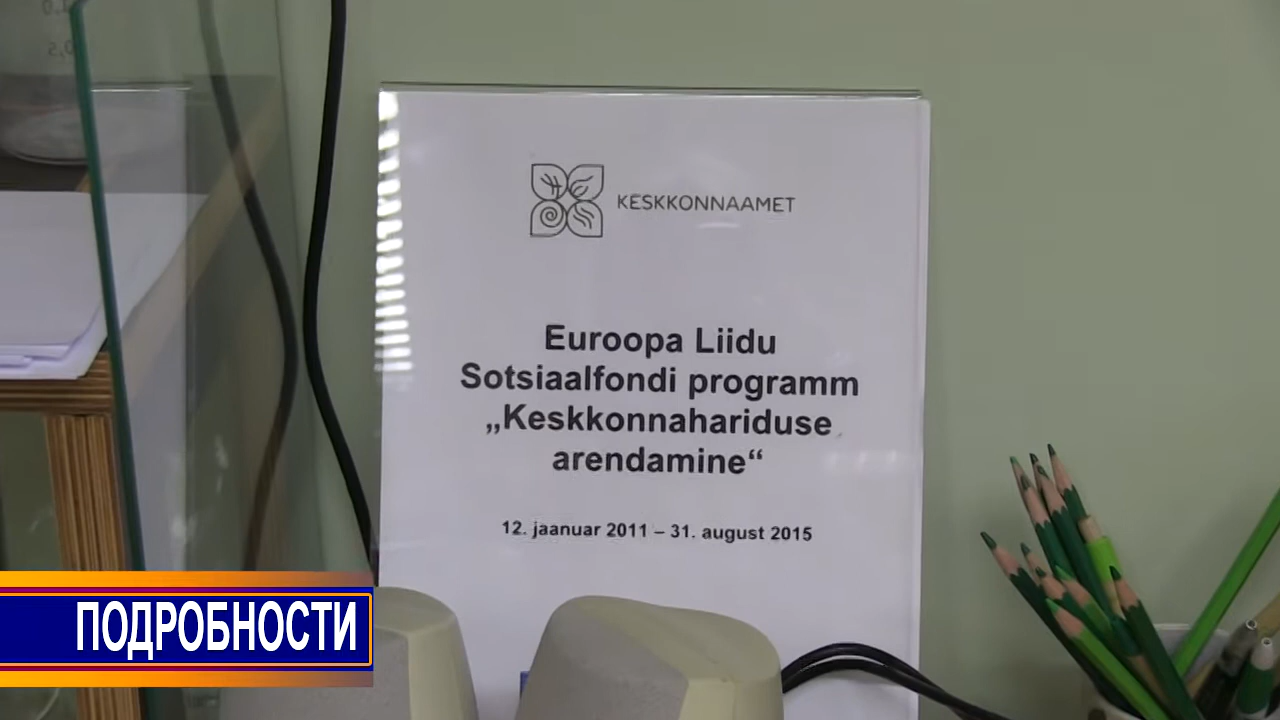 KESKKONNAAMET
Euroopa Liidu
Sotsiaalfondi programm
„Keskkonnahariduse
arendamine“
12. jaanuar 2011 – 31. august 2015
ПОДРОБНОСТИ